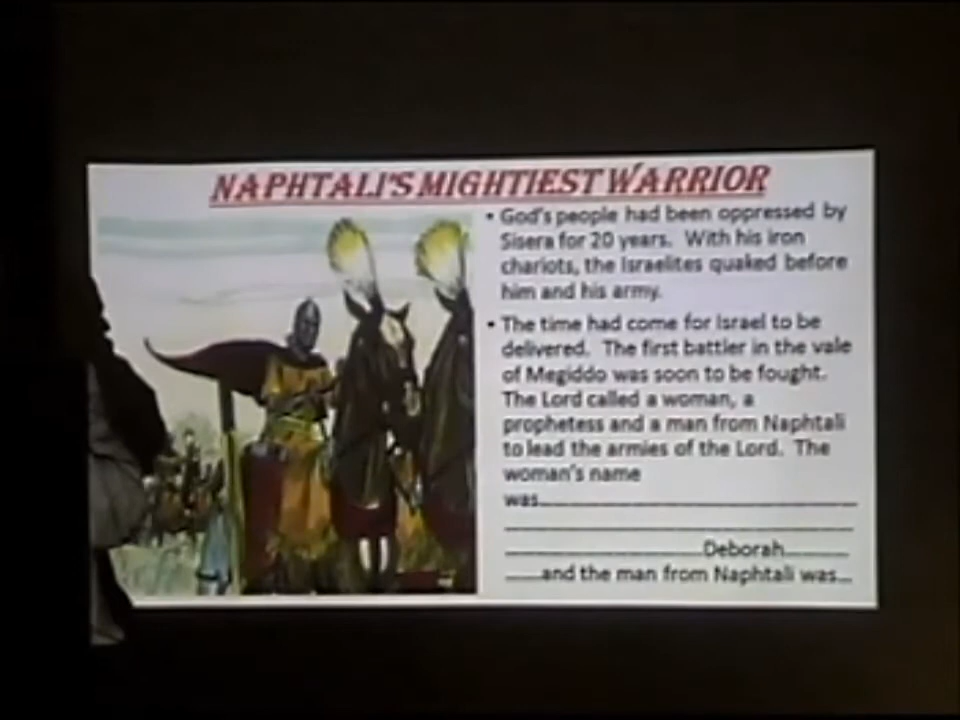 NAPHTALI'S MIGHTIEST WARRIOR
• God's people had been oppressed by
Sisera for 20 years. With his iron
chariots, the Israelites quaked before
him and his army.
• The time had come for Israel to be
delivered. The first battler in the vale
of Megiddo was soon to be fought.
The Lord called a woman, a
prophetess and a man from Naphtali
to lead the armies of the Lord. The
woman's name
was
Deborah
and the man from Naphtali was...